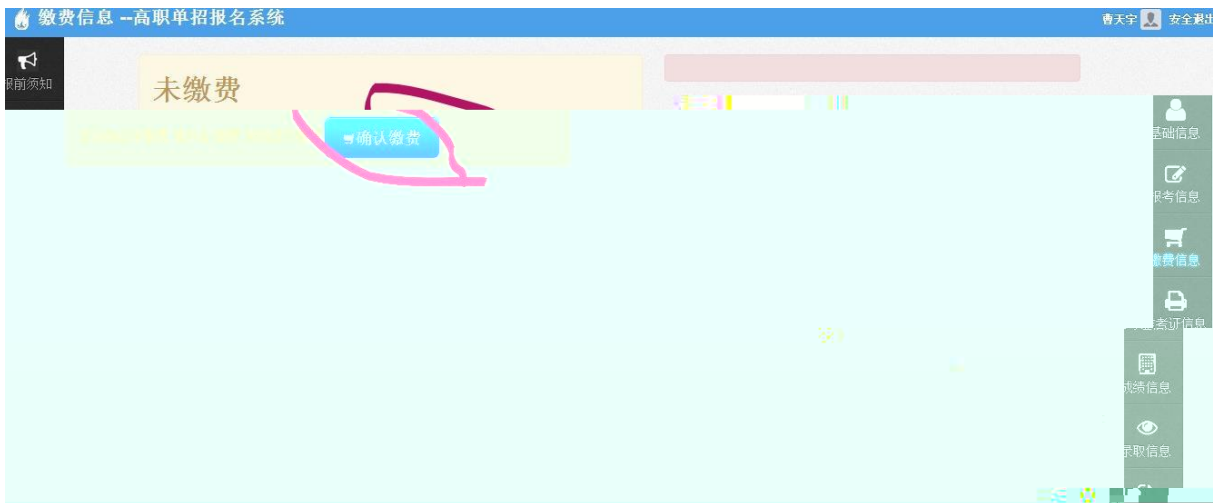 缴费信息 --高职单招报名系统
曹天宇
安全退出
报前须知
未缴费
确认缴费
基础信息
报考信息
缴费信息
准考证信息
成绩信息
录取信息